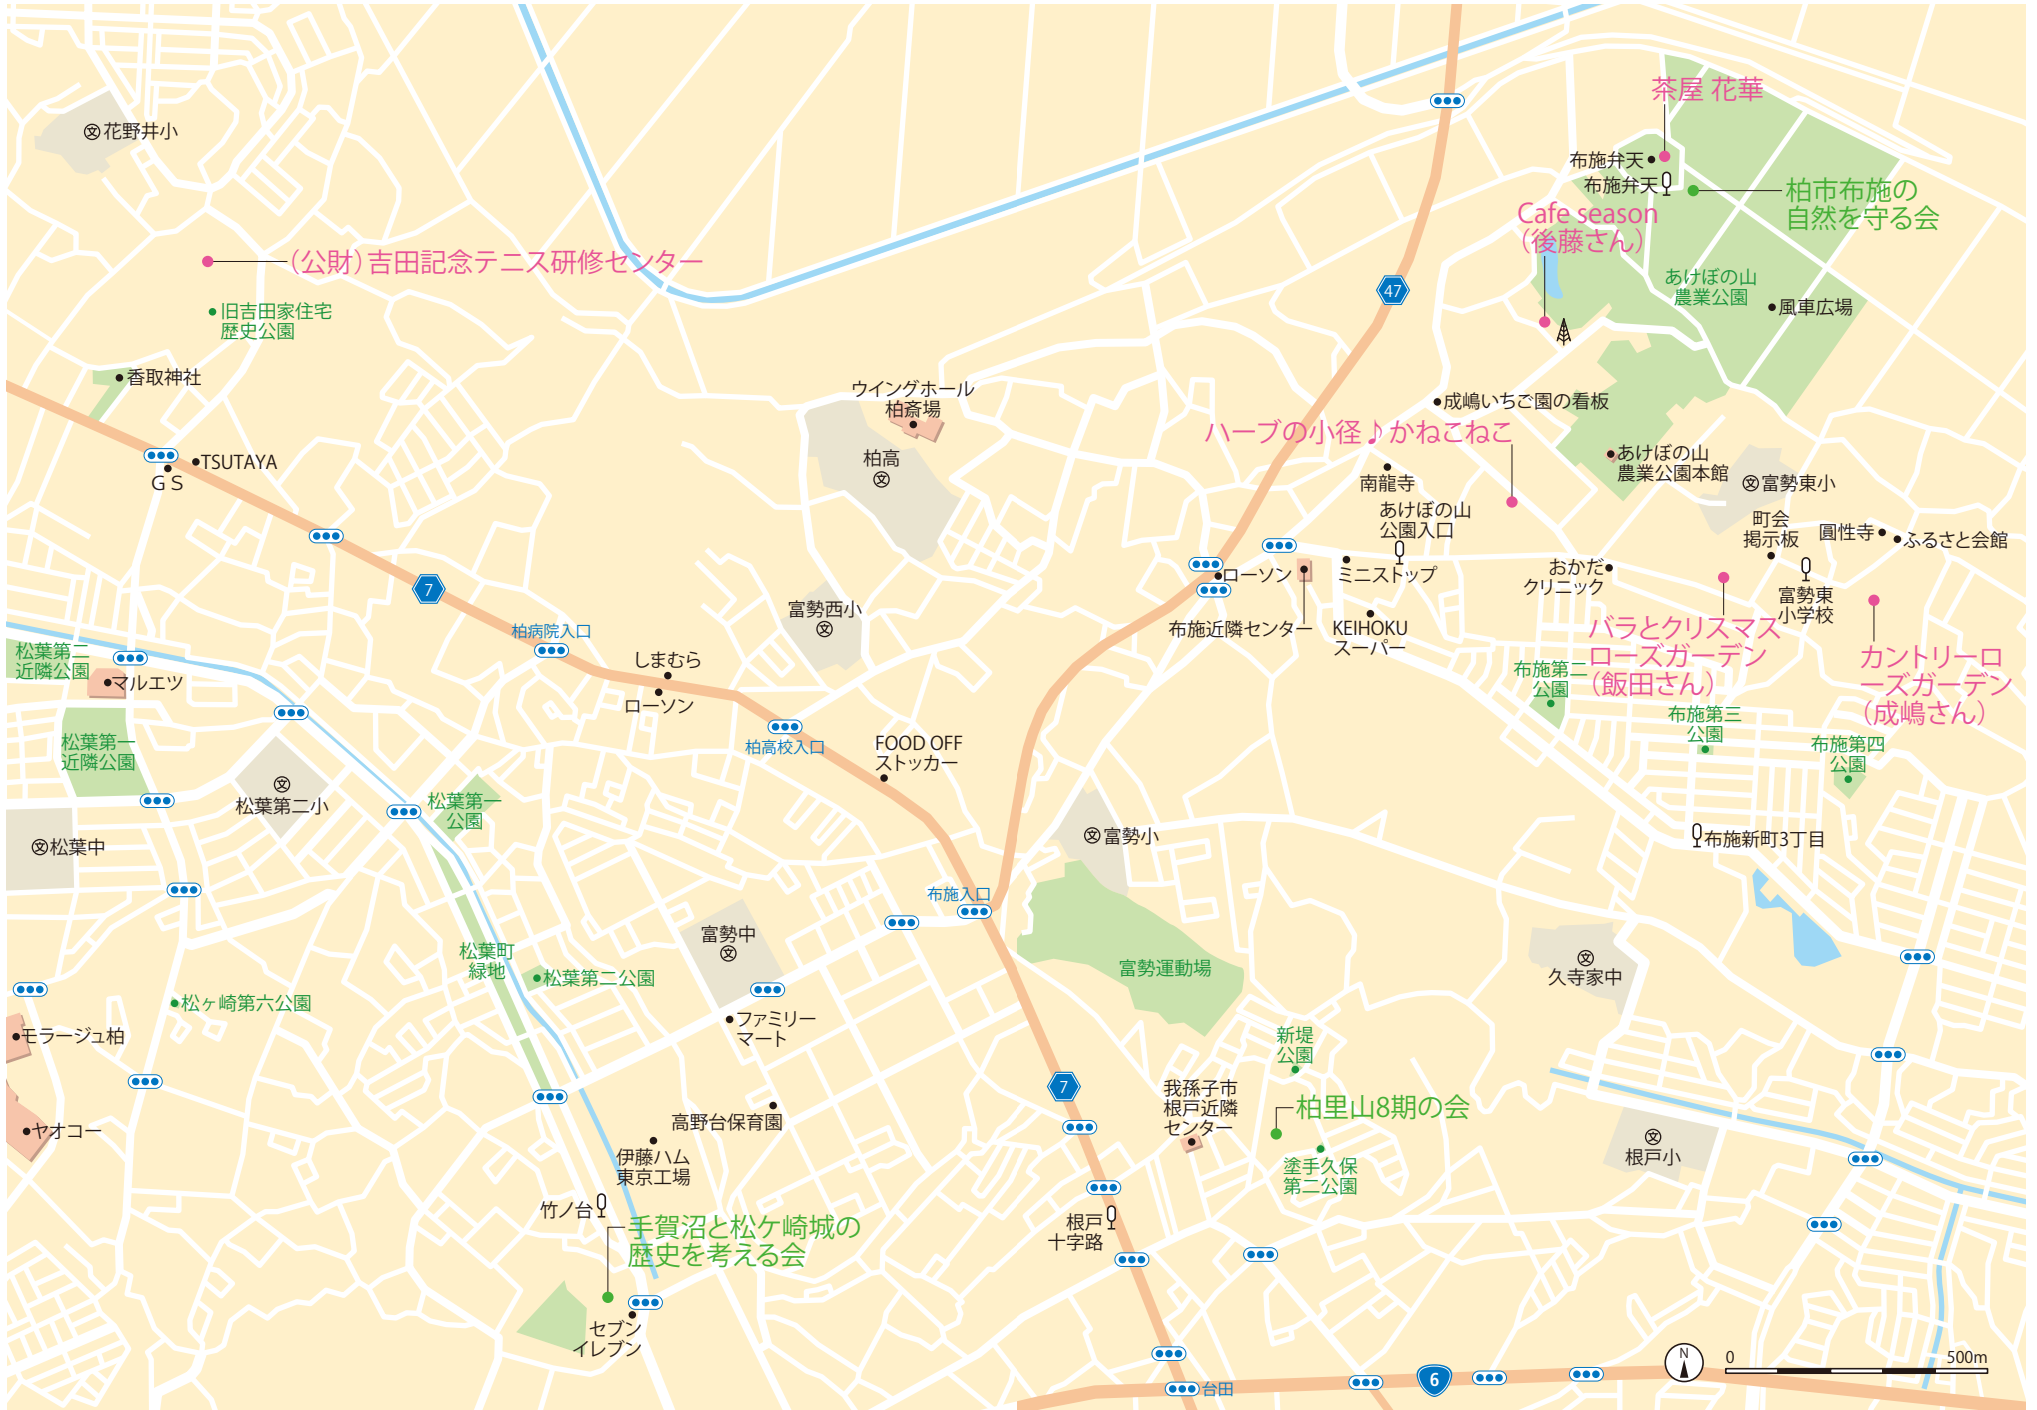 茶屋 花華
花野井小
布施弁天
布施弁天
柏市布施の
自然を守る会
Cafe season
（後藤さん）
（公財）吉田記念テニス研修センター
47
あけぼの山
農業公園
風車広場
旧吉田家住宅
歴史公園
香取神社
ウイングホール
柏斎場
成嶋いちご園の看板
ハーブの小径♪かねこねこ
TSUTAYA
ＧＳ
柏高
文
南龍寺
あけぼの山
農業公園本館
富勢東小
あけぼの山
公園入口
町会
掲示板
圓性寺
ふるさと会館
ローソン
ミニストップ
おかだ
クリニック
7
富勢西小
文
富勢東
小学校
布施近隣センター
KEIHOKU
スーパー
バラとクリスマス
ローズガーデン
（飯田さん）
カントリーロ
ーズガーデン
（成嶋さん）
柏病院入口
松葉第二
近隣公園
マルエツ
しまむら
ローソン
布施第二
公園
布施第三
公園
布施第四
公園
松葉第一
近隣公園
柏高校入口
FOOD OFF
ストッカー
文
松葉第二小
松葉第一
公園
文松葉中
文富勢小
布施新町3丁目
布施入口
富勢中
文
松葉町
緑地
松葉第二公園
富勢運動場
文
久寺家中
松ヶ崎第六公園
ファミリー
マート
モラージュ柏
新堤
公園
7
我孫子市
根戸近隣
センター
柏里山8期の会
高野台保育園
ヤオコー
伊藤ハム
東京工場
文
根戸小
塗手久保
第二公園
竹ノ台
手賀沼と松ケ崎城の
歴史を考える会
根戸
十字路
セブン
イレブン
台田
6
N
0 500m